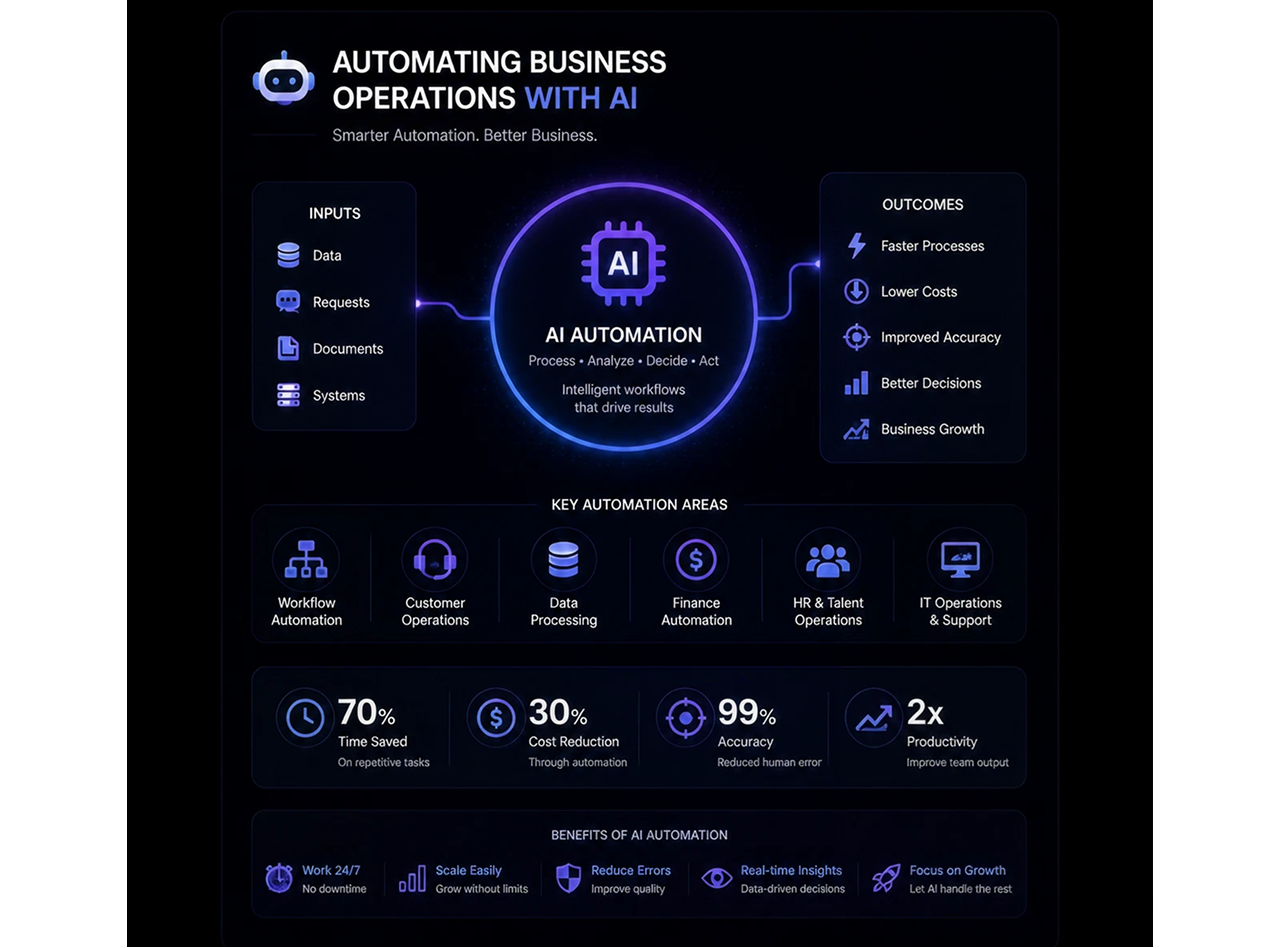 AUTOMATING BUSINESS
OPERATIONS WITH AI
Smarter Automation. Better Business.
INPUTS
Data
Requests
Documents
Systems
AI
AI AUTOMATION
Process • Analyze • Decide • Act
Intelligent workflows
that drive results
OUTCOMES
Faster Processes
Lower Costs
Improved Accuracy
Better Decisions
Business Growth
KEY AUTOMATION AREAS
Workflow
Automation
Customer
Operations
Data
Processing
Finance
Automation
HR & Talent
Operations
IT Operations
& Support
70%
Time Saved
On repetitive tasks
30%
Cost Reduction
Through automation
99%
Accuracy
Reduced human error
2x
Productivity
Improve team output
BENEFITS OF AI AUTOMATION
Work 24/7
No downtime
Scale Easily
Grow without limits
Reduce Errors
Improve quality
Real-time Insights
Data-driven decisions
Focus on Growth
Let AI handle the rest